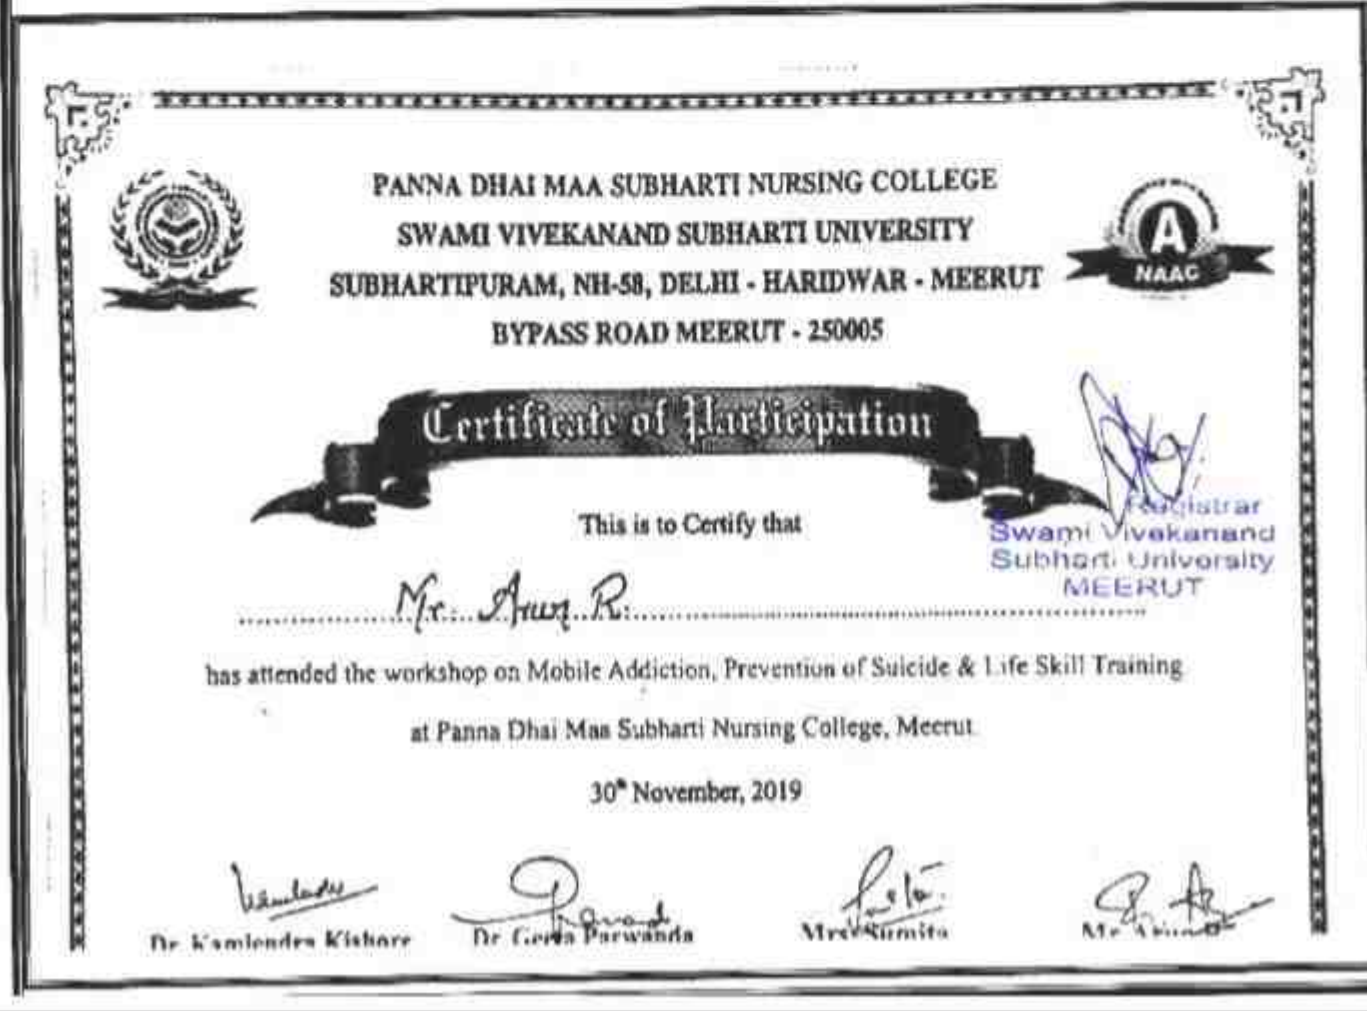 PANNA DHAI MAA SUBHARTI NURSING COLLEGE
SWAMI VIVEKANAND SUBHARTI UNIVERSITY
SUBHARTIPURAM, NH-58, DELHI - HARIDWAR - MEERUT
BYPASS ROAD MEERUT - 250005
A
NAAC
Certificate of Participation
This is to Certify that
Registrar
Swami Vivekanand
Subharti University
MEERUT
Mr. Arun R.
has attended the workshop on Mobile Addiction, Prevention of Suicide & Life Skill Training
at Panna Dhai Maa Subharti Nursing College, Meerut
30th November, 2019
Dr Kamlendra Kishore
Dr Geeta Parwanda
Mrs Sumita
Mr